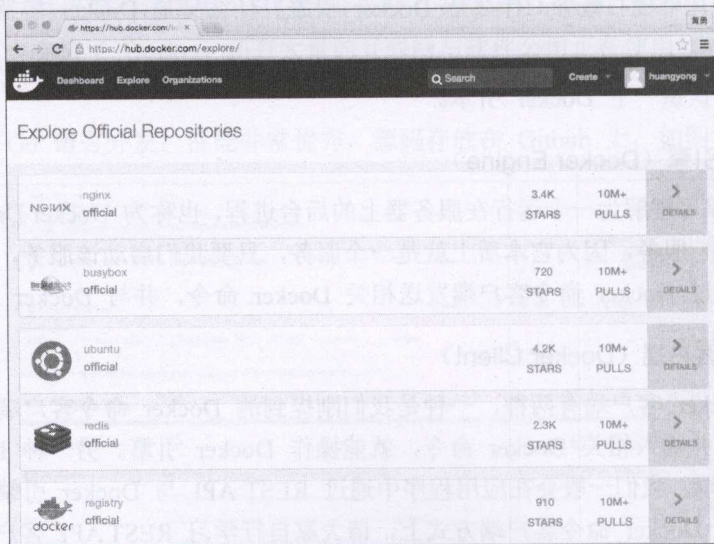 https://hub.docker.com/
黄勇
https://hub.docker.com/explore/
Dashboard Explore Organizations
Search
Create
huangyong
Explore Official Repositories
NGINX
nginx
official
3.4K
STARS
10M+
PULLS
DETAILS
busybox
official
720
STARS
10M+
PULLS
DETAILS
ubuntu
official
4.2K
STARS
10M+
PULLS
DETAILS
redis
official
2.3K
STARS
10M+
PULLS
DETAILS
docker
registry
official
910
STARS
10M+
PULLS
DETAILS